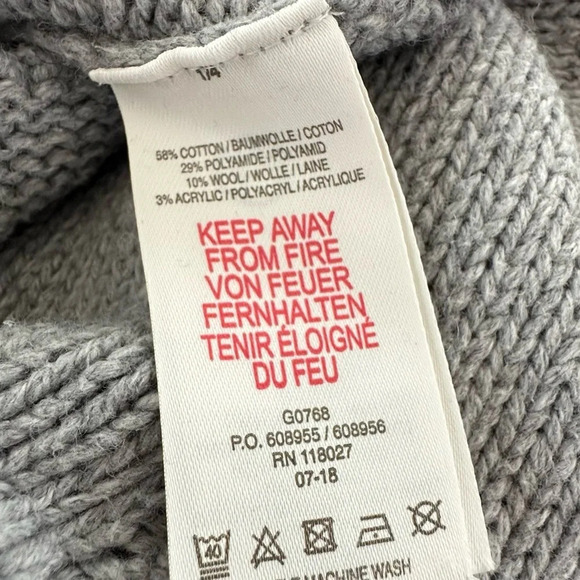 1/4
58% COTTON / BAUMWOLLE / COTON
29% POLYAMIDE / POLYAMID
10% WOOL / WOLLE / LAINE
3% ACRYLIC / POLYACRYL / ACRYLIQUE
KEEP AWAY
FROM FIRE
VON FEUER
FERNHALTEN
TENIR ÉLOIGNÉ
DU FEU
G0768
P.O. 608955 / 608956
RN 118027
07-18
40
MACHINE WASH